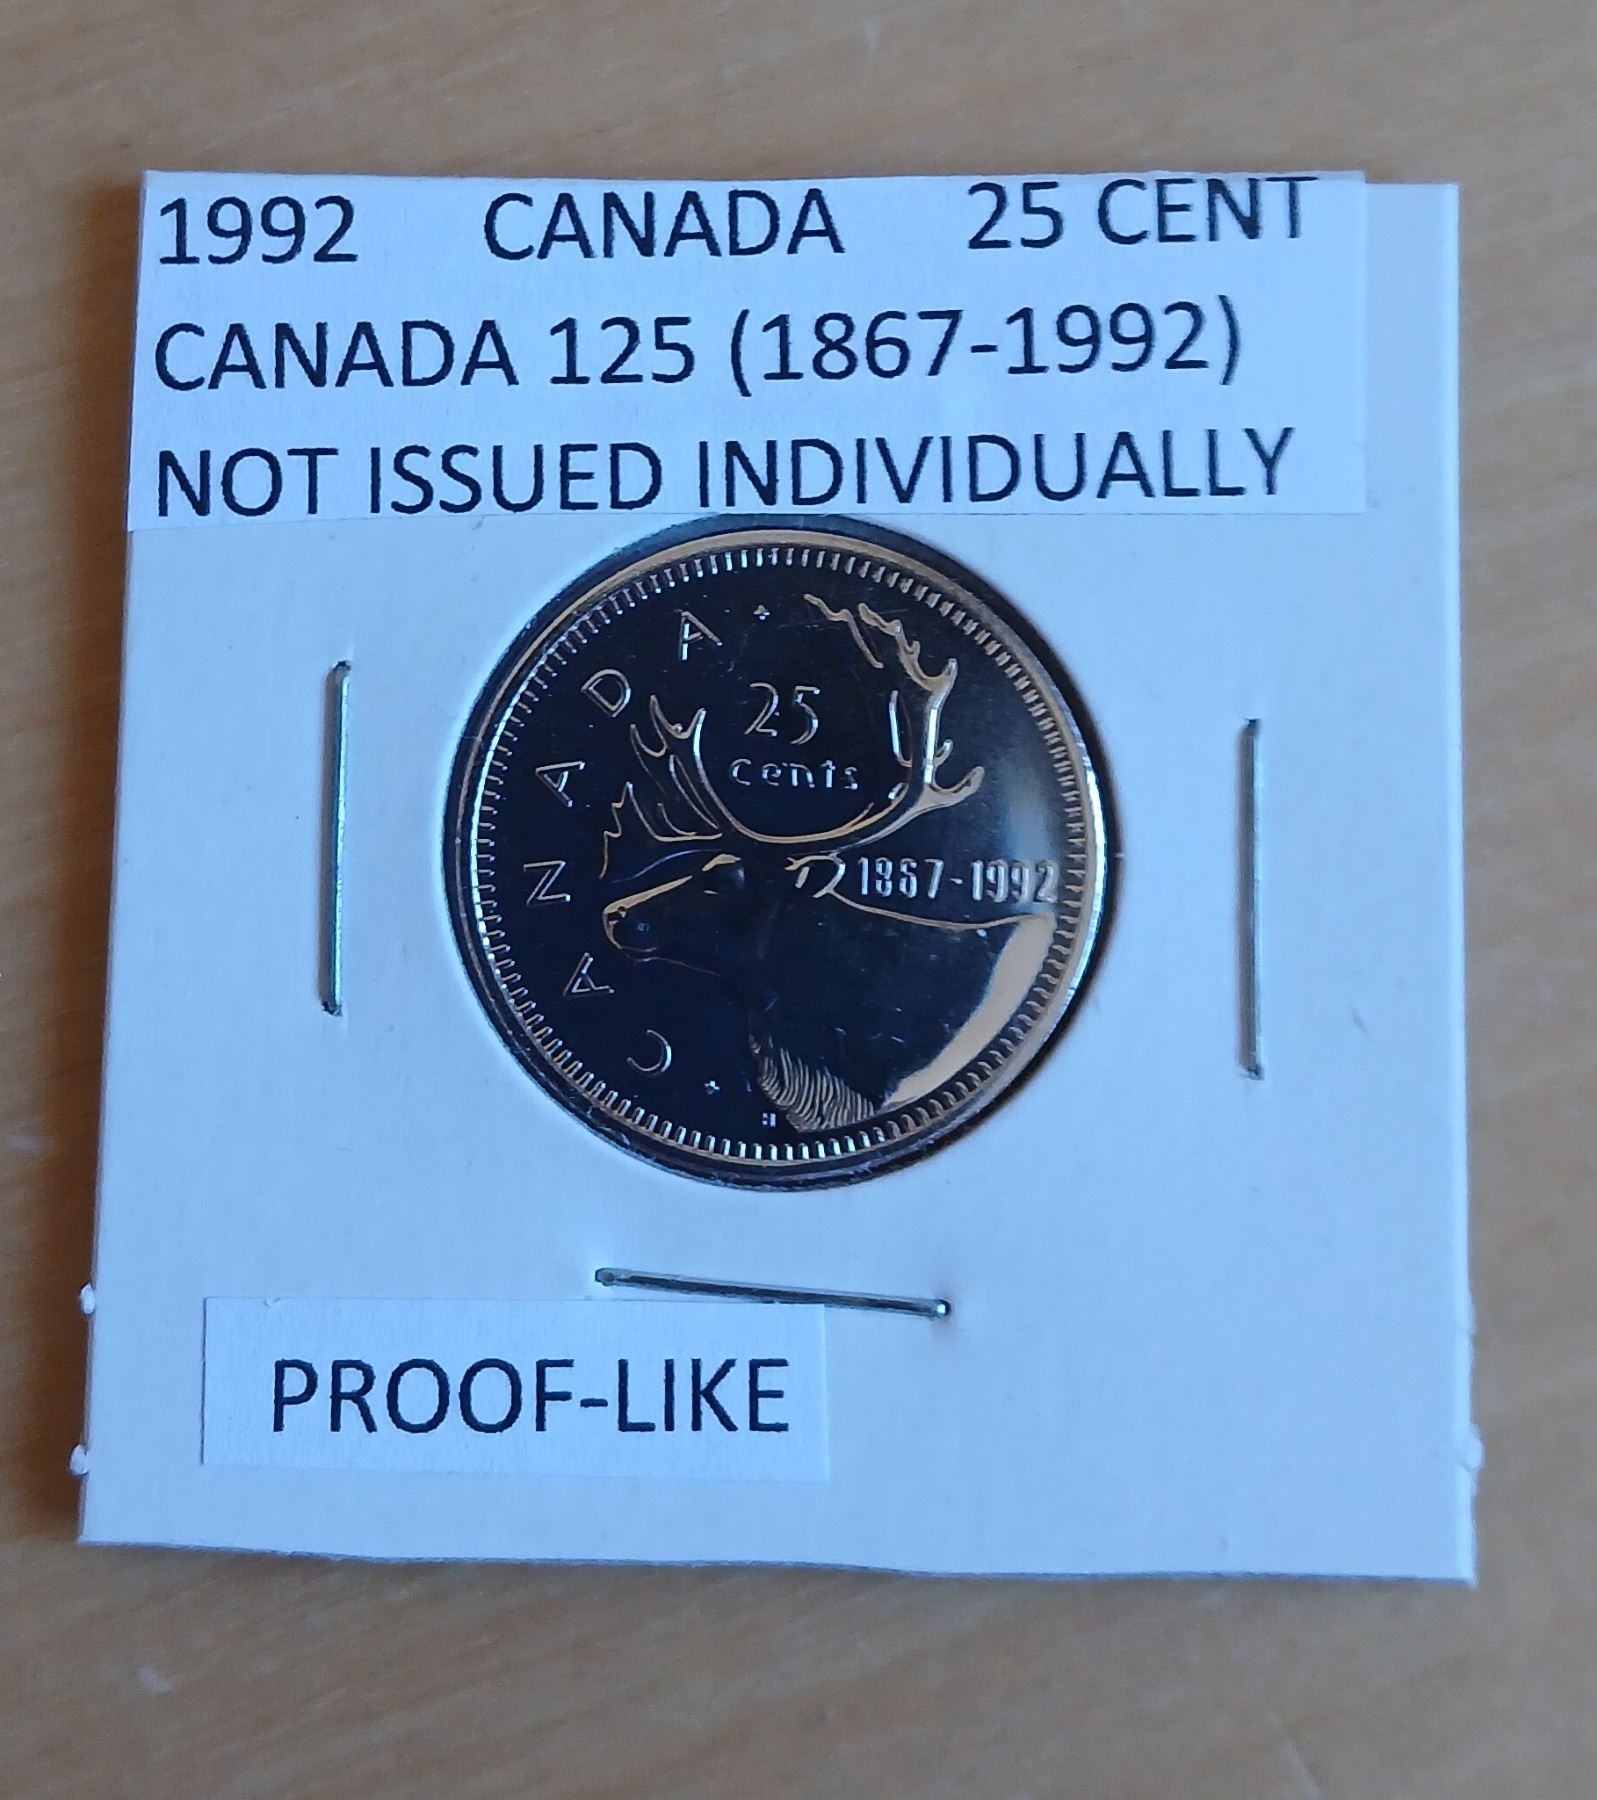 1992 CANADA 25 CENT
CANADA 125 (1867-1992)
NOT ISSUED INDIVIDUALLY
CANADA
25
cents
1867-1992
H
PROOF-LIKE